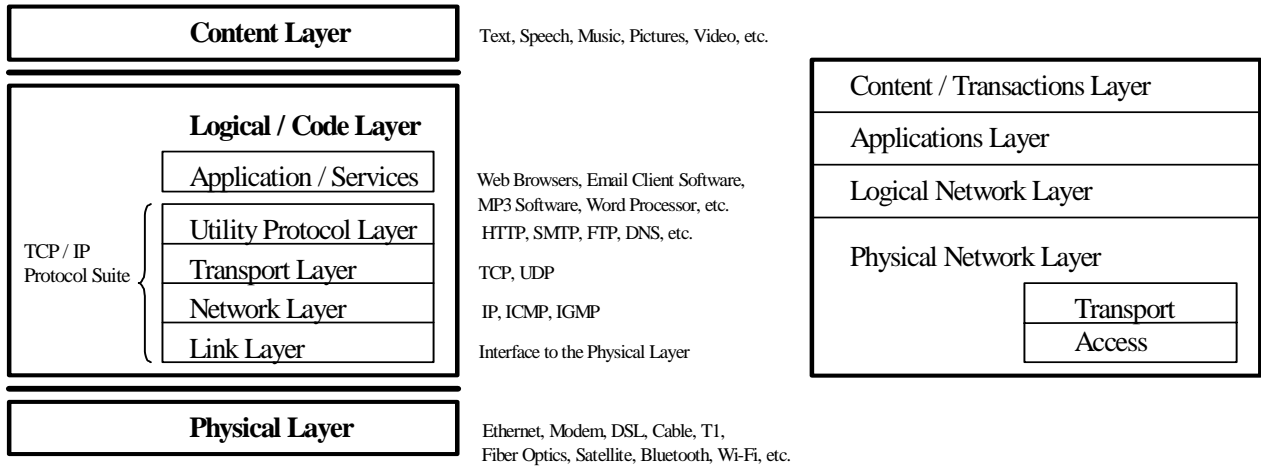 Content Layer
Text, Speech, Music, Pictures, Video, etc.
Logical / Code Layer
Application / Services
Web Browsers, Email Client Software,
MP3 Software, Word Processor, etc.
TCP / IP
Protocol Suite
Utility Protocol Layer
HTTP, SMTP, FTP, DNS, etc.
Transport Layer
TCP, UDP
Network Layer
IP, ICMP, IGMP
Link Layer
Interface to the Physical Layer
Physical Layer
Ethernet, Modem, DSL, Cable, T1,
Fiber Optics, Satellite, Bluetooth, Wi-Fi, etc.
Content / Transactions Layer
Applications Layer
Logical Network Layer
Physical Network Layer
Transport
Access